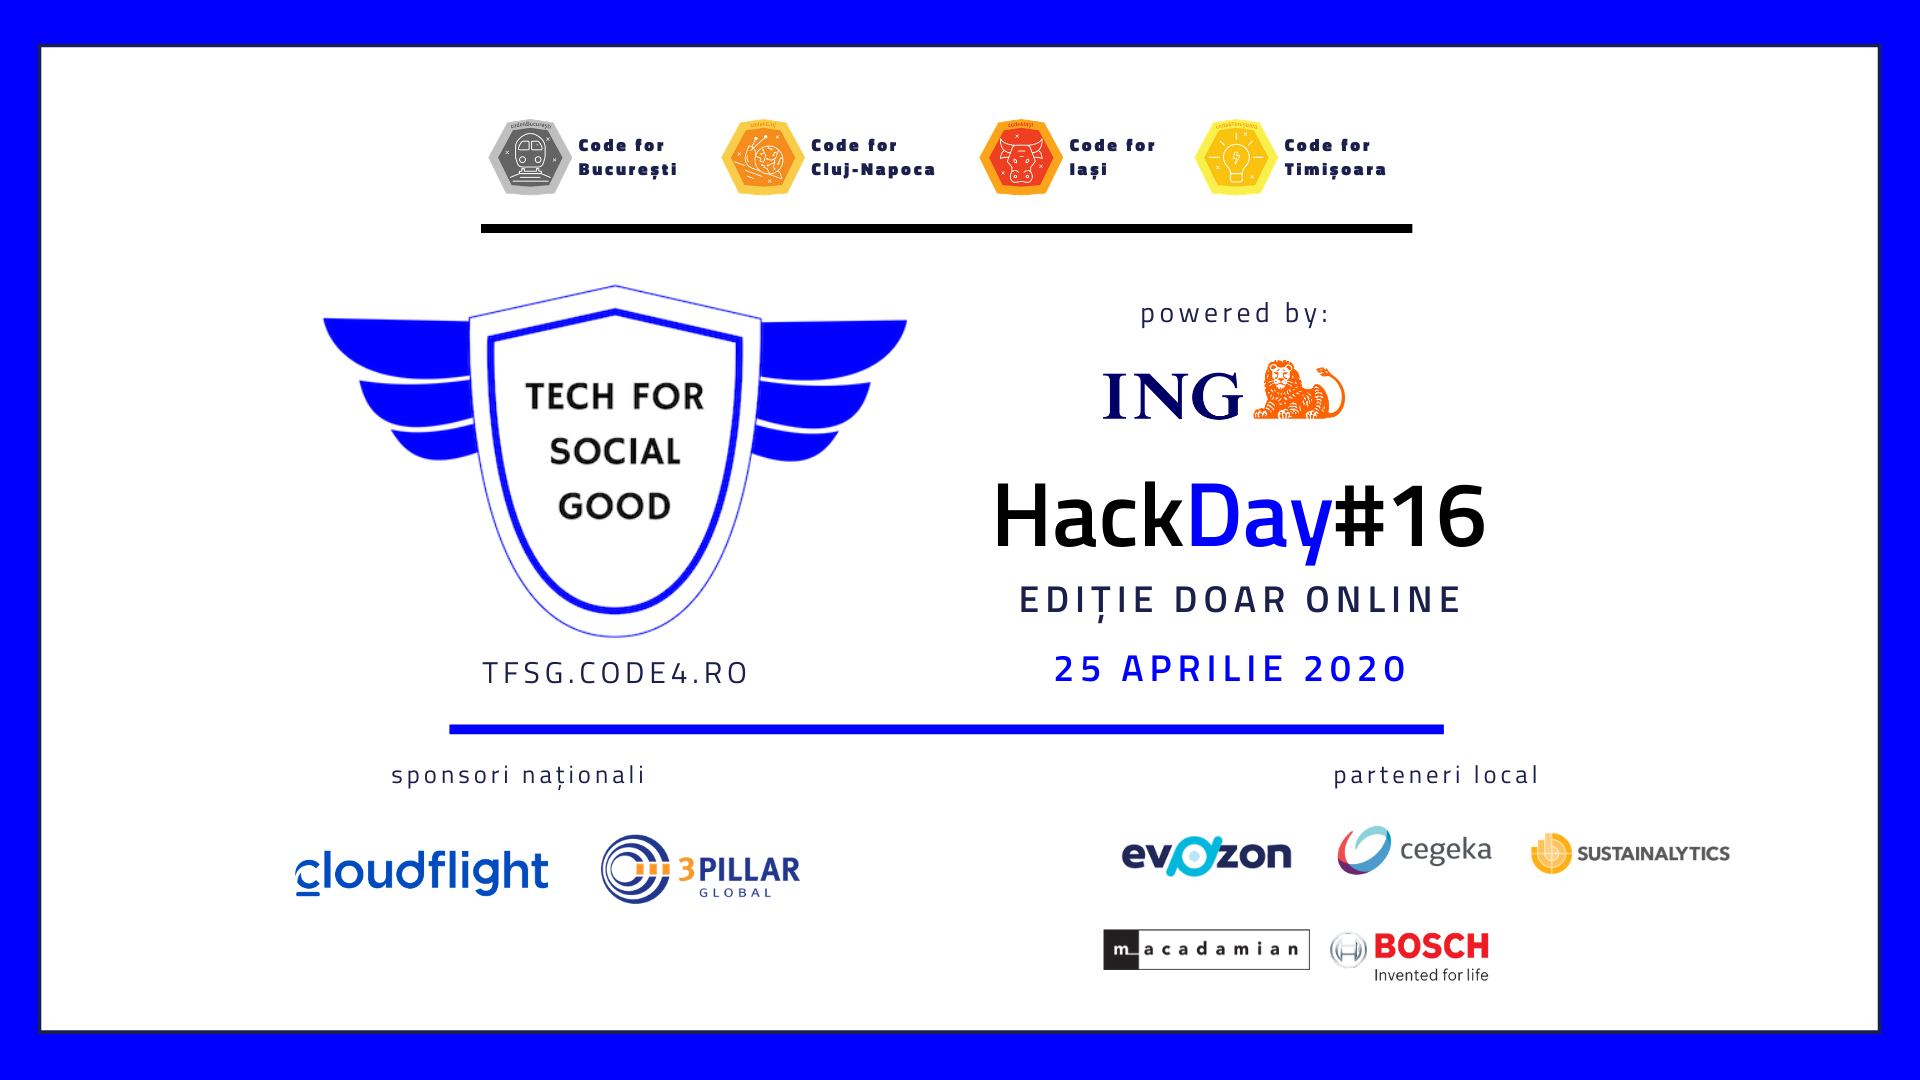 Code for
București
Code for
Cluj-Napoca
Code for
Iași
Code for
Timișoara
TECH FOR
SOCIAL
GOOD
TFSG.CODE4.RO
powered by:
ING
HackDay#16
EDIȚIE DOAR ONLINE
25 APRILIE 2020
sponsori naționali
cloudflight
3PILLAR
GLOBAL
parteneri local
evozon
cegeka
SUSTAINALYTICS
macadamian
BOSCH
Invented for life